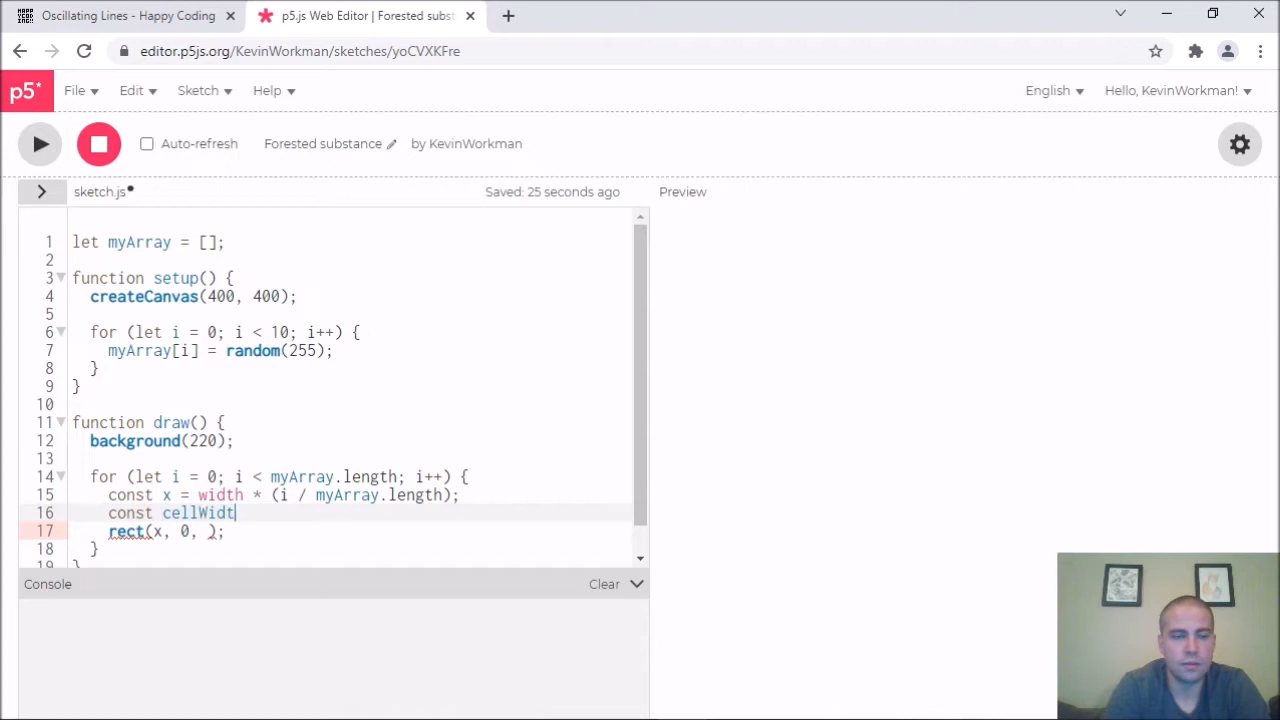 Oscillating Lines - Happy Coding
p5.js Web Editor | Forested subst
editor.p5js.org/KevinWorkman/sketches/yoCVXKFre
p5* File Edit Sketch Help English Hello, KevinWorkman!
Auto-refresh Forested substance by KevinWorkman
sketch.js Saved: 25 seconds ago Preview
1 let myArray = [];
2
3 function setup() {
4 createCanvas(400, 400);
5
6 for (let i = 0; i < 10; i++) {
7 myArray[i] = random(255);
8 }
9 }
10
11 function draw() {
12 background(220);
13
14 for (let i = 0; i < myArray.length; i++) {
15 const x = width * (i / myArray.length);
16 const cellWidt
17 rect(x, 0, );
18 }
19 }
Console Clear